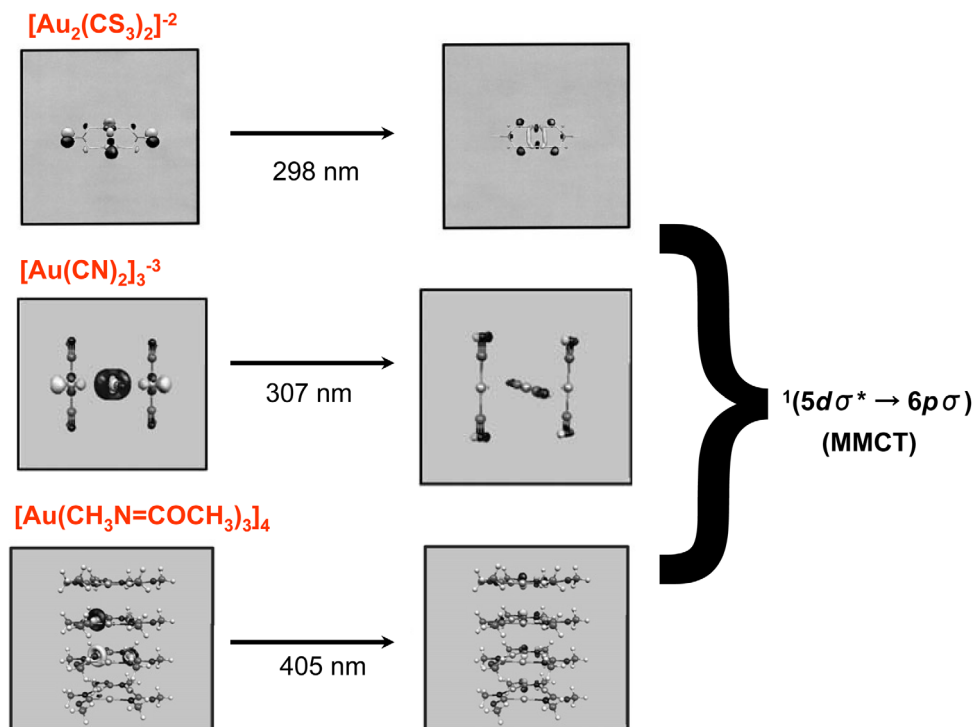 [Au₂(CS₃)₂]⁻²
298 nm
[Au(CN)₂]₃⁻³
307 nm
¹(5dσ* → 6pσ)
(MMCT)
[Au(CH₃N=COCH₃)₃]₄
405 nm